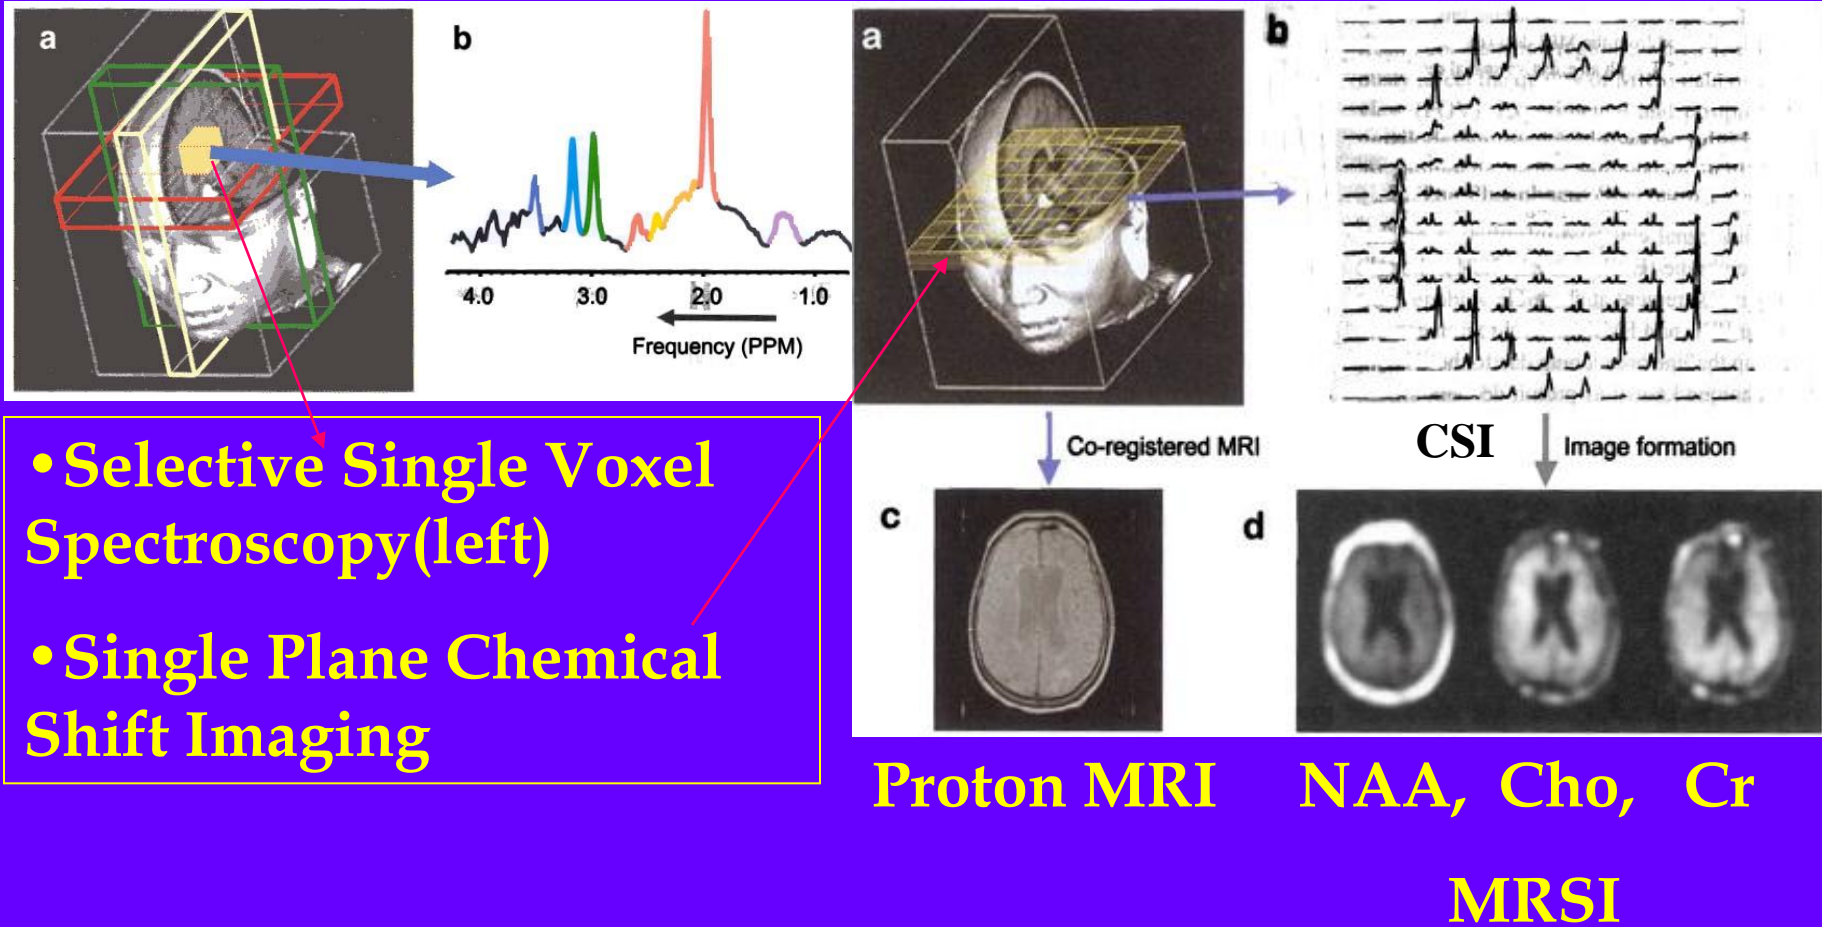 a
b
4.0 3.0 2.0 1.0
Frequency (PPM)
a
b
•Selective Single Voxel
Spectroscopy(left)
•Single Plane Chemical
Shift Imaging
Co-registered MRI
CSI
Image formation
c
d
Proton MRI
NAA, Cho, Cr
MRSI